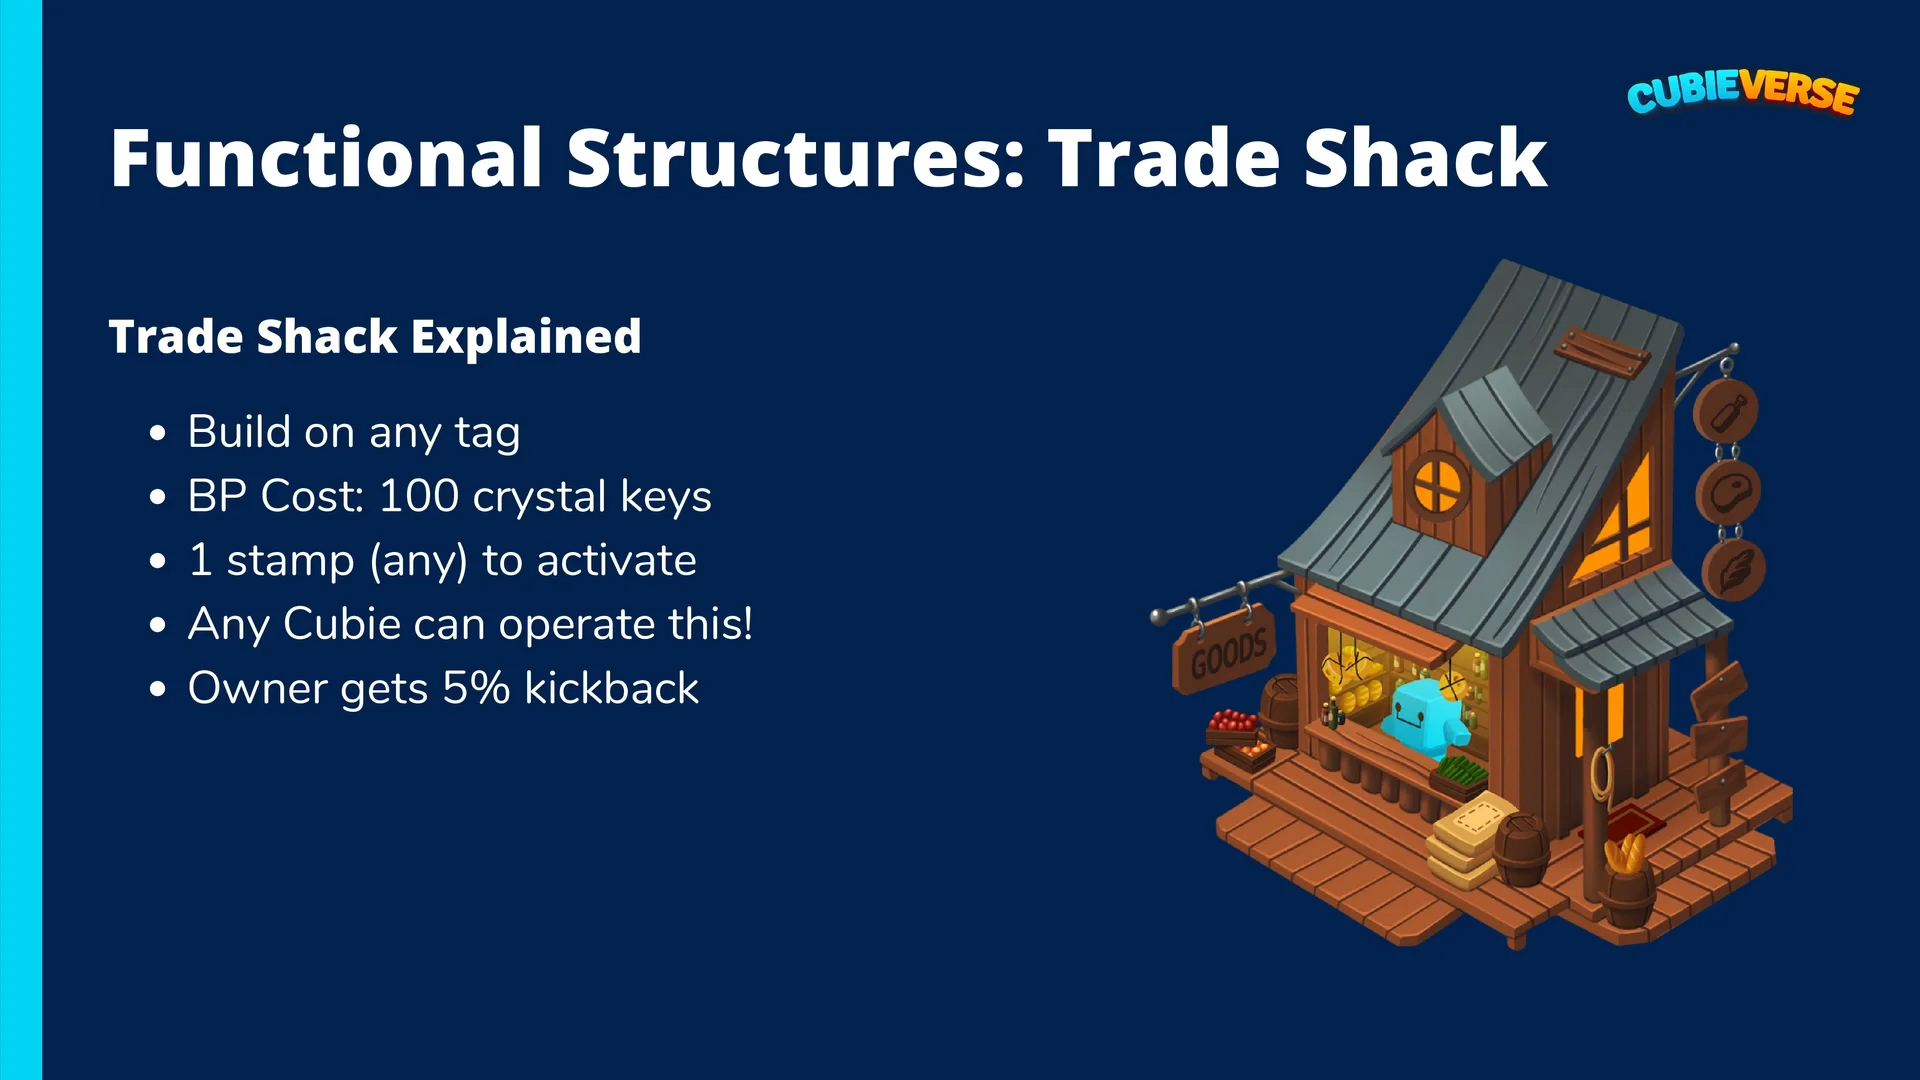 CUBIEVERSE
Functional Structures: Trade Shack
Trade Shack Explained
• Build on any tag
• BP Cost: 100 crystal keys
• 1 stamp (any) to activate
• Any Cubie can operate this!
• Owner gets 5% kickback
GOODS